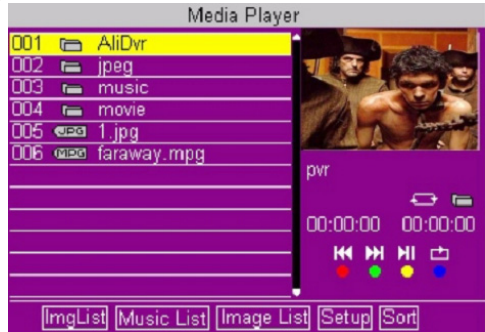 Media Player
001 AliDvr
002 jpeg
003 music
004 movie
005 JPG 1.jpg
006 MPG faraway.mpg
pvr
00:00:00 00:00:00
ImgList Music List Image List Setup Sort